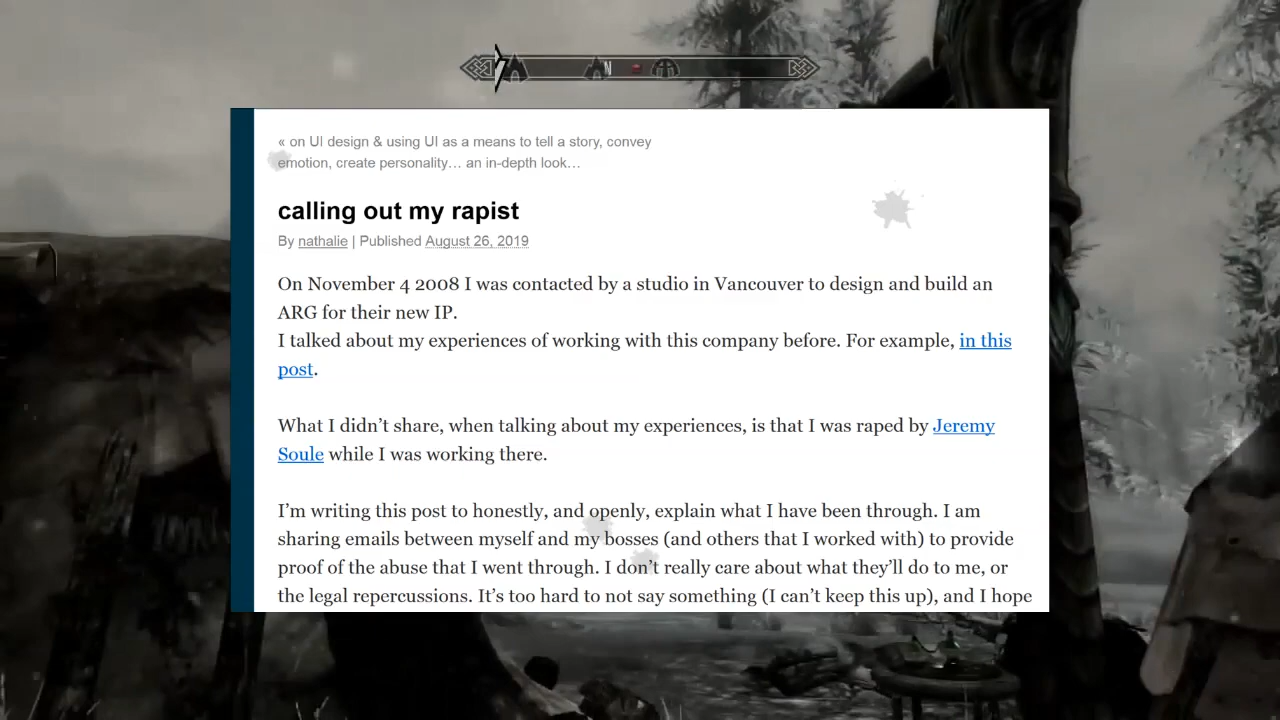 N
« on UI design & using UI as a means to tell a story, convey
emotion, create personality… an in-depth look…
calling out my rapist
By nathalie | Published August 26, 2019
On November 4 2008 I was contacted by a studio in Vancouver to design and build an
ARG for their new IP.
I talked about my experiences of working with this company before. For example, in this
post.
What I didn’t share, when talking about my experiences, is that I was raped by Jeremy
Soule while I was working there.
I’m writing this post to honestly, and openly, explain what I have been through. I am
sharing emails between myself and my bosses (and others that I worked with) to provide
proof of the abuse that I went through. I don’t really care about what they’ll do to me, or
the legal repercussions. It’s too hard to not say something (I can’t keep this up), and I hope